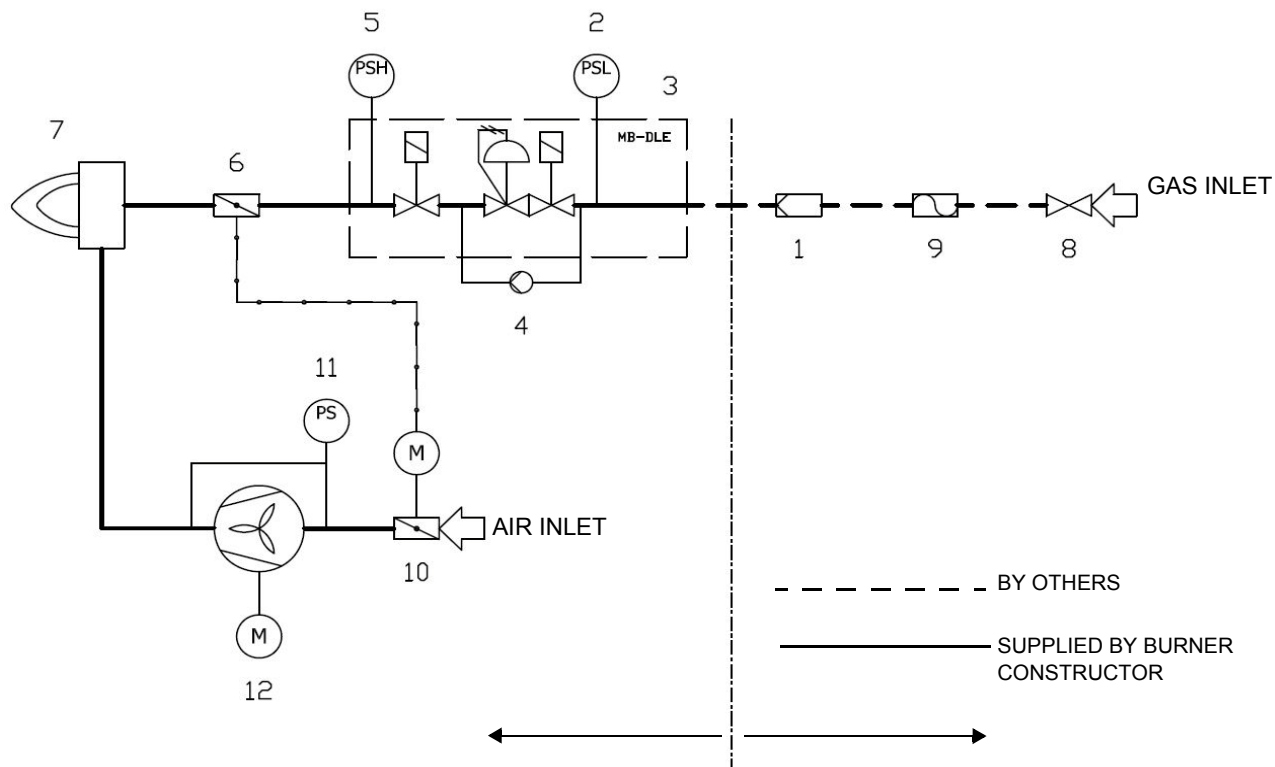 5
2
PSH
PSL
3
7
MB-DLE
6
GAS INLET
1
9
8
4
11
PS
M
AIR INLET
10
BY OTHERS
M
SUPPLIED BY BURNER
CONSTRUCTOR
12